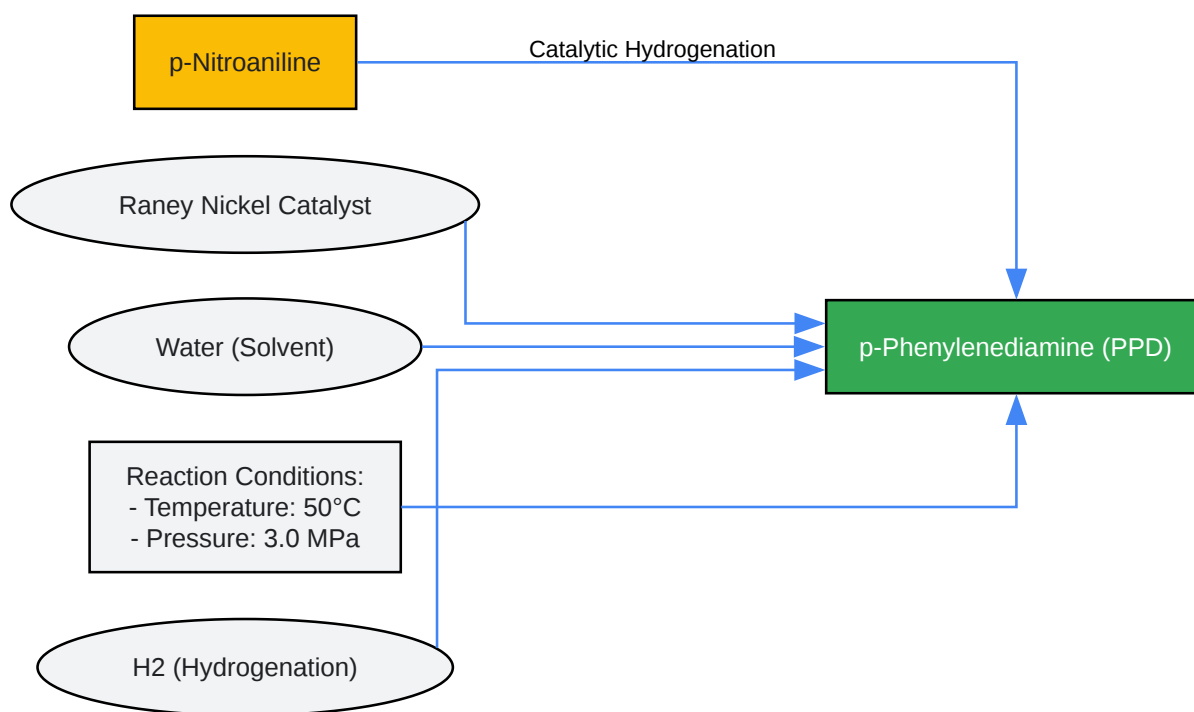 p-Nitroaniline
Catalytic Hydrogenation
Raney Nickel Catalyst
Water (Solvent)
p-Phenylenediamine (PPD)
Reaction Conditions:
- Temperature: 50°C
- Pressure: 3.0 MPa
H2 (Hydrogenation)